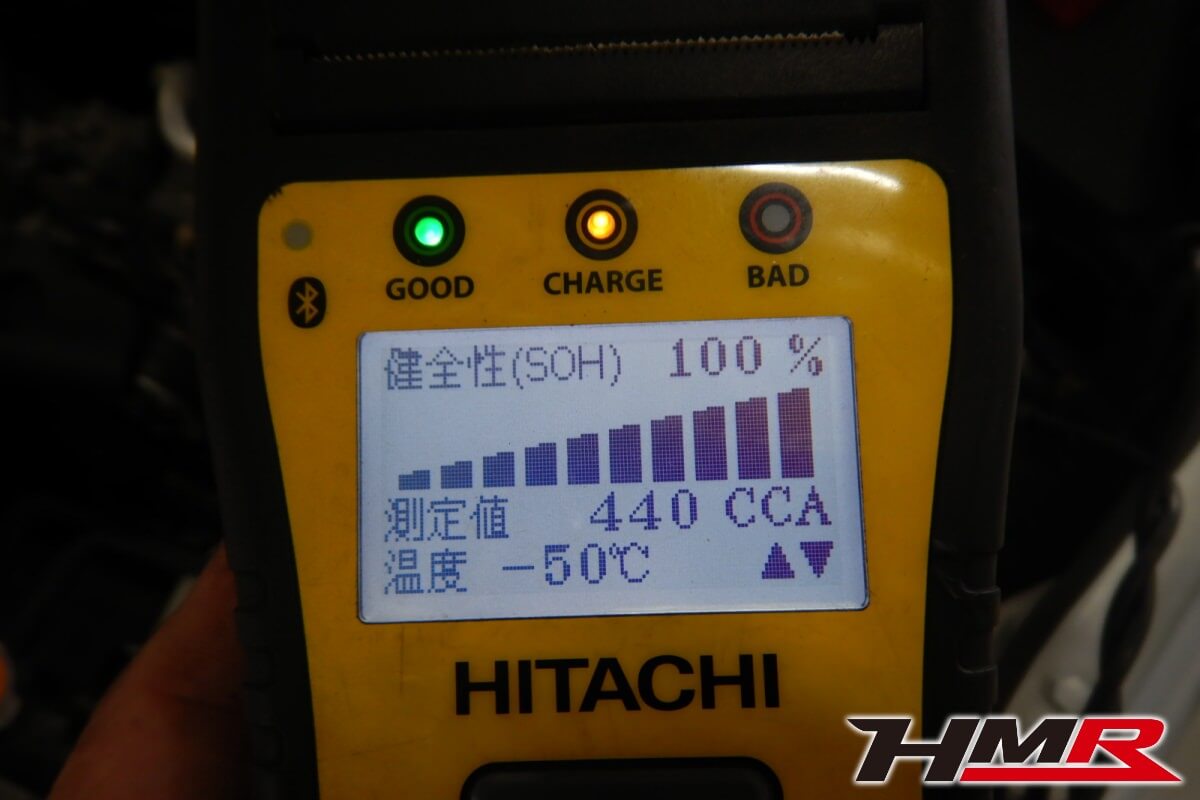 GOOD CHARGE BAD
健全性(SOH) 100 %
測定値 440 CCA
温度 -50℃ ▲▼
HITACHI
HMR